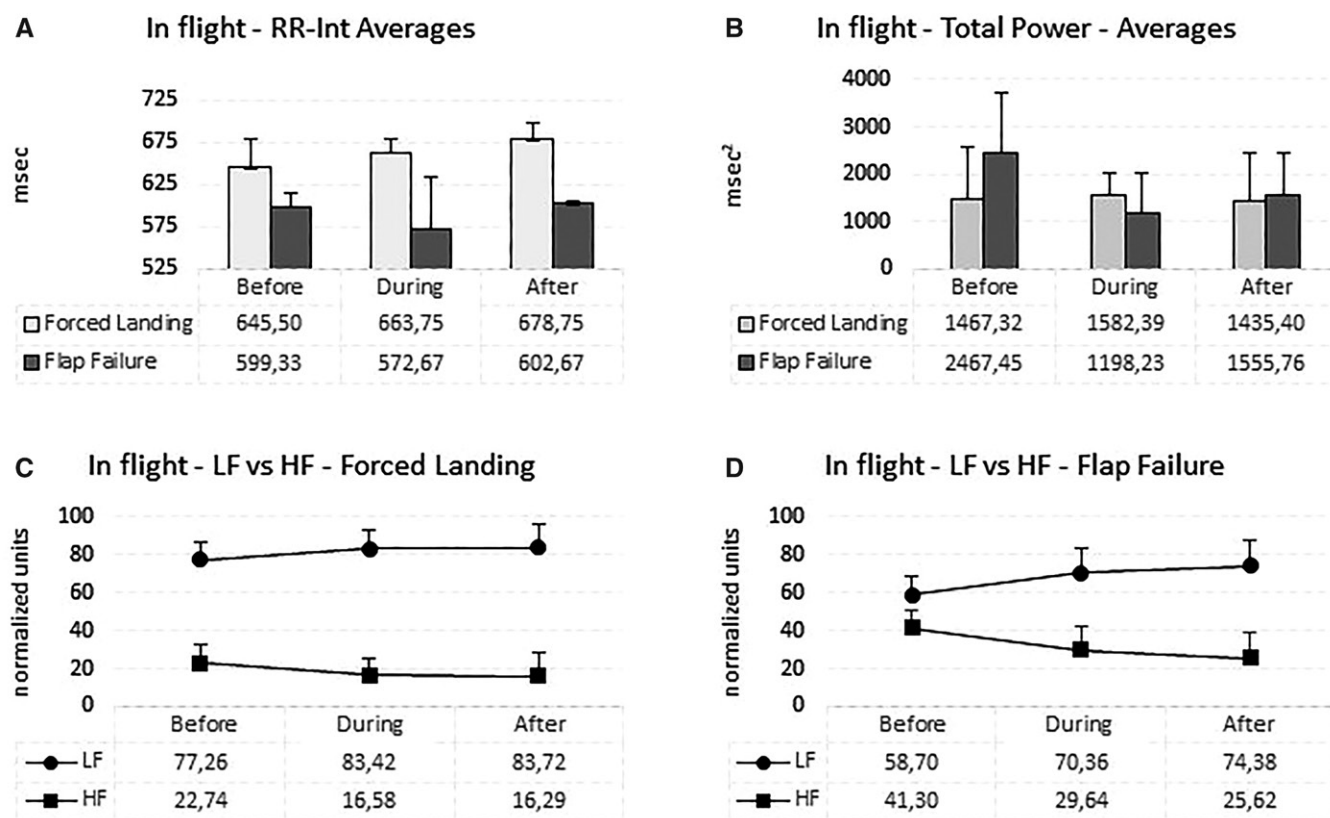 A In flight - RR-Int Averages
msec
725
675
625
575
525
Before During After
Forced Landing 645,50 663,75 678,75
Flap Failure 599,33 572,67 602,67
B In flight - Total Power - Averages
msec²
4000
3000
2000
1000
0
Before During After
Forced Landing 1467,32 1582,39 1435,40
Flap Failure 2467,45 1198,23 1555,76
C In flight - LF vs HF - Forced Landing
normalized units
100
80
60
40
20
0
Before During After
LF 77,26 83,42 83,72
HF 22,74 16,58 16,29
D In flight - LF vs HF - Flap Failure
normalized units
100
80
60
40
20
0
Before During After
LF 58,70 70,36 74,38
HF 41,30 29,64 25,62